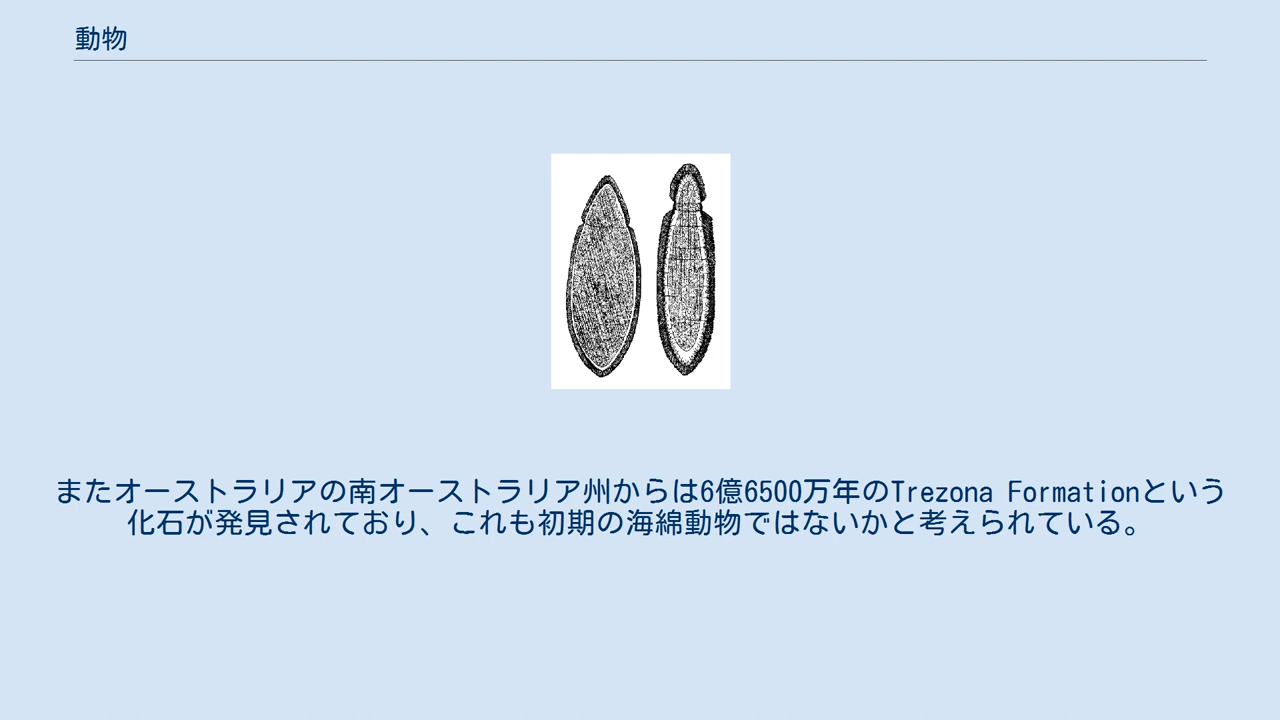 動物
またオーストラリアの南オーストラリア州からは6億6500万年のTrezona Formationという
化石が発見されており、これも初期の海綿動物ではないかと考えられている。